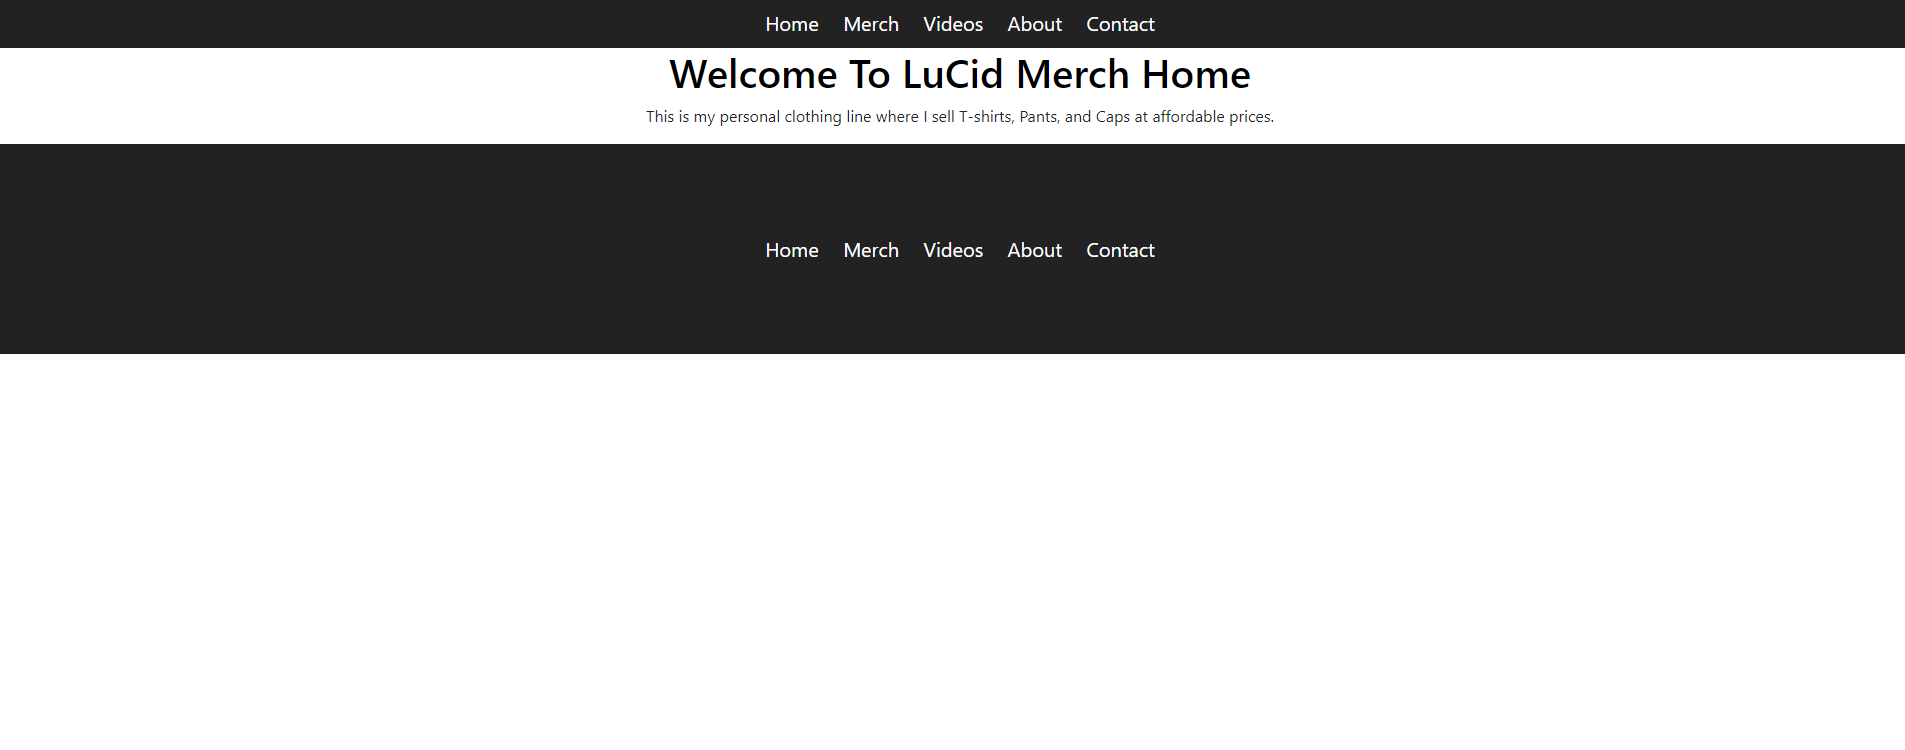 Home Merch Videos About Contact
Welcome To LuCid Merch Home
This is my personal clothing line where I sell T-shirts, Pants, and Caps at affordable prices.
Home Merch Videos About Contact